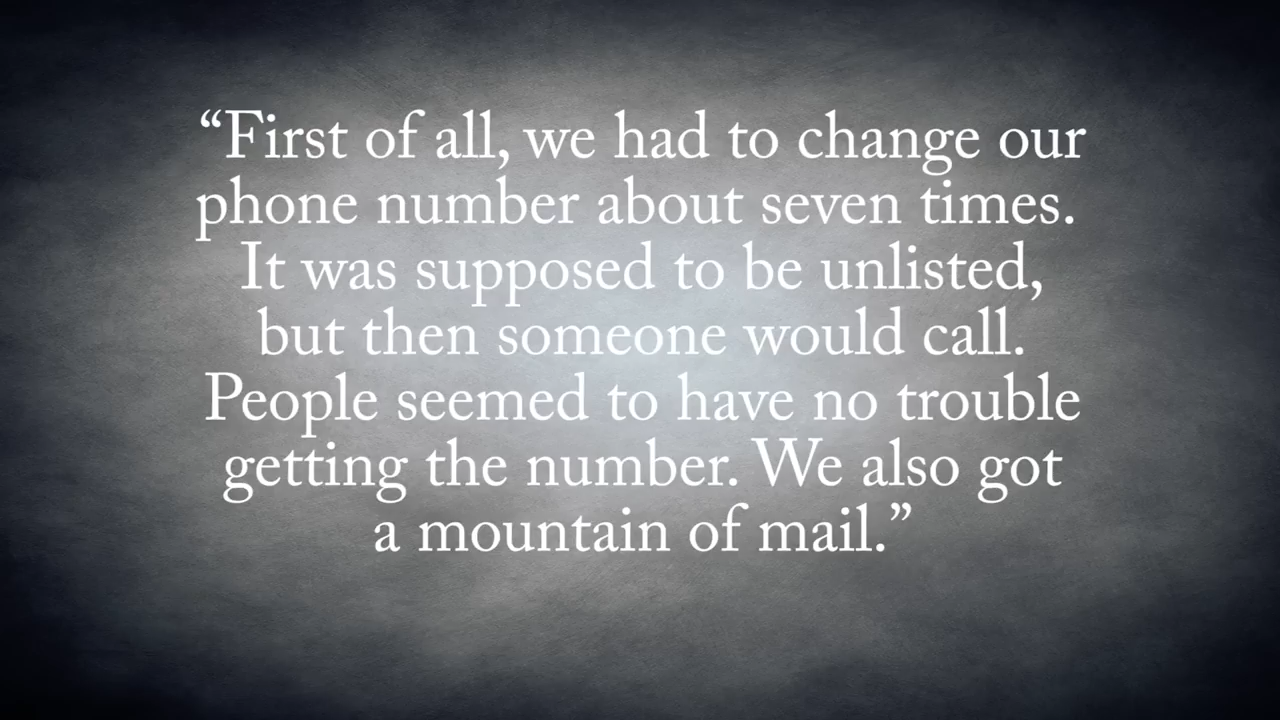 “First of all, we had to change our
phone number about seven times.
It was supposed to be unlisted,
but then someone would call.
People seemed to have no trouble
getting the number. We also got
a mountain of mail.”